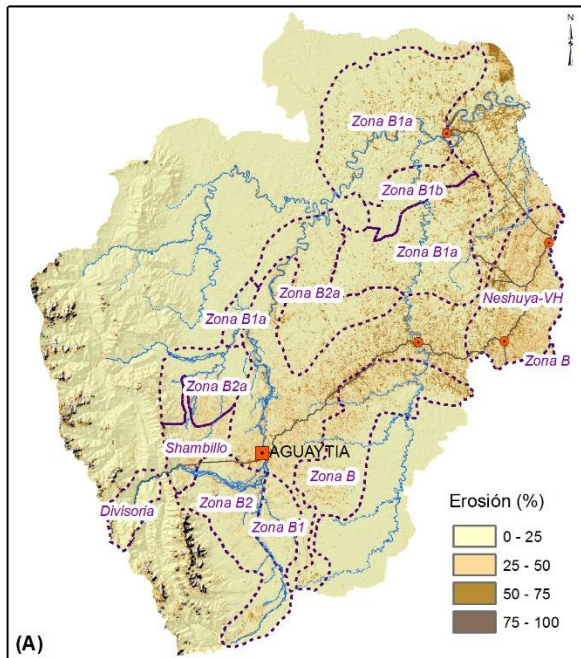 N
Zona B1a
Zona B1b
Zona B1a
Zona B2a
Neshuya-VH
Zona B1a
Zona B
Zona B2a
Shambillo
AGUAYTIA
Zona B
Divisoria
Zona B2
Zona B1
Erosión (%)
0 - 25
25 - 50
50 - 75
75 - 100
(A)